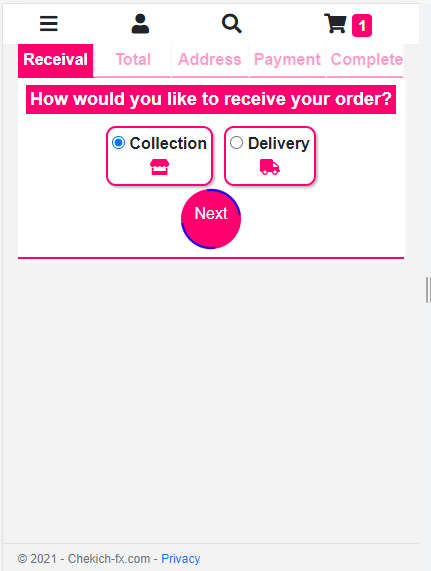 1
Receival Total Address Payment Complete
How would you like to receive your order?
Collection Delivery
Next
© 2021 - Chekich-fx.com - Privacy